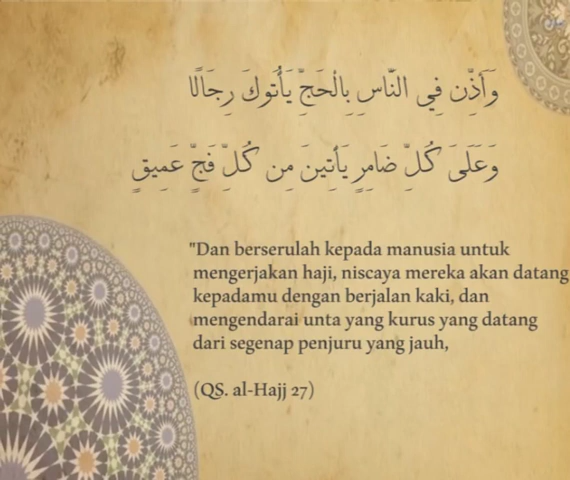 وَأَذِّن فِي النَّاسِ بِالْحَجِّ يَأْتُوكَ رِجَالًا
وَعَلَىٰ كُلِّ ضَامِرٍ يَأْتِينَ مِن كُلِّ فَجٍّ عَمِيقٍ
"Dan berserulah kepada manusia untuk
mengerjakan haji, niscaya mereka akan datang
kepadamu dengan berjalan kaki, dan
mengendarai unta yang kurus yang datang
dari segenap penjuru yang jauh,
(QS. al-Hajj 27)